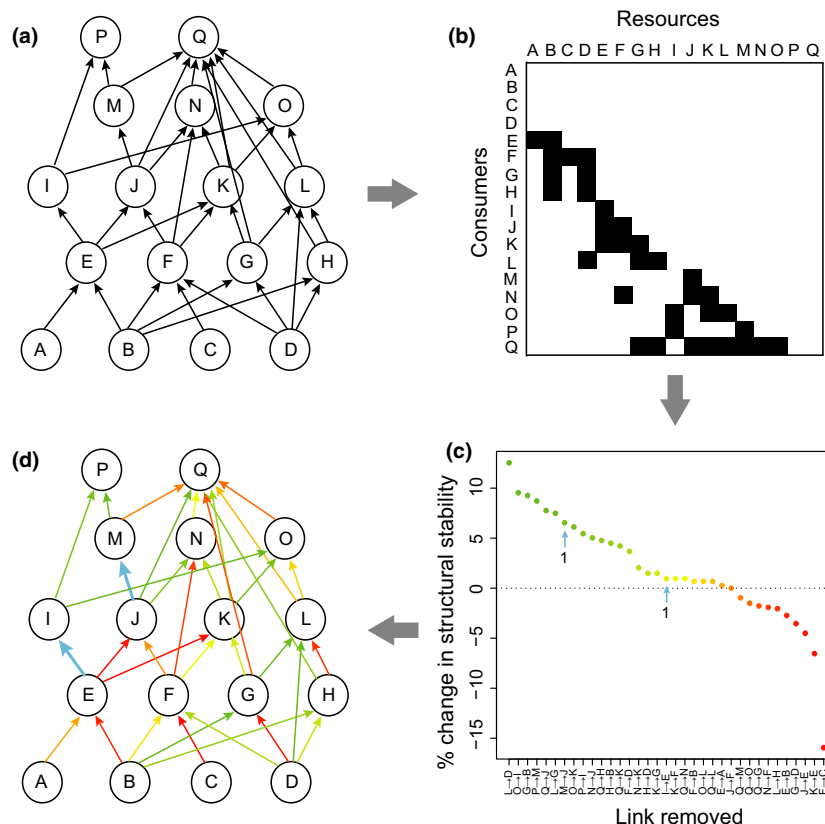 (a)
P Q
M N O
I J K L
E F G H
A B C D
(b)
Resources
A B C D E F G H I J K L M N O P Q
Consumers
A
B
C
D
E
F
G
H
I
J
K
L
M
N
O
P
Q
(d)
P Q
M N O
I J K L
E F G H
A B C D
(c)
% change in structural stability
10
5
0
−5
−10
−15
1
1
L→D
O→I
G→B
P→M
Q→J
L→G
M→J
O→K
P→I
N→J
Q→H
H→B
Q→K
F→D
N→K
H→D
K→G
I→E
K→F
Q→N
F→B
O→L
Q→L
E→A
J→F
Q→M
Q→O
Q→G
N→F
L→H
E→B
G→D
J→E
K→E
F→C
Link removed